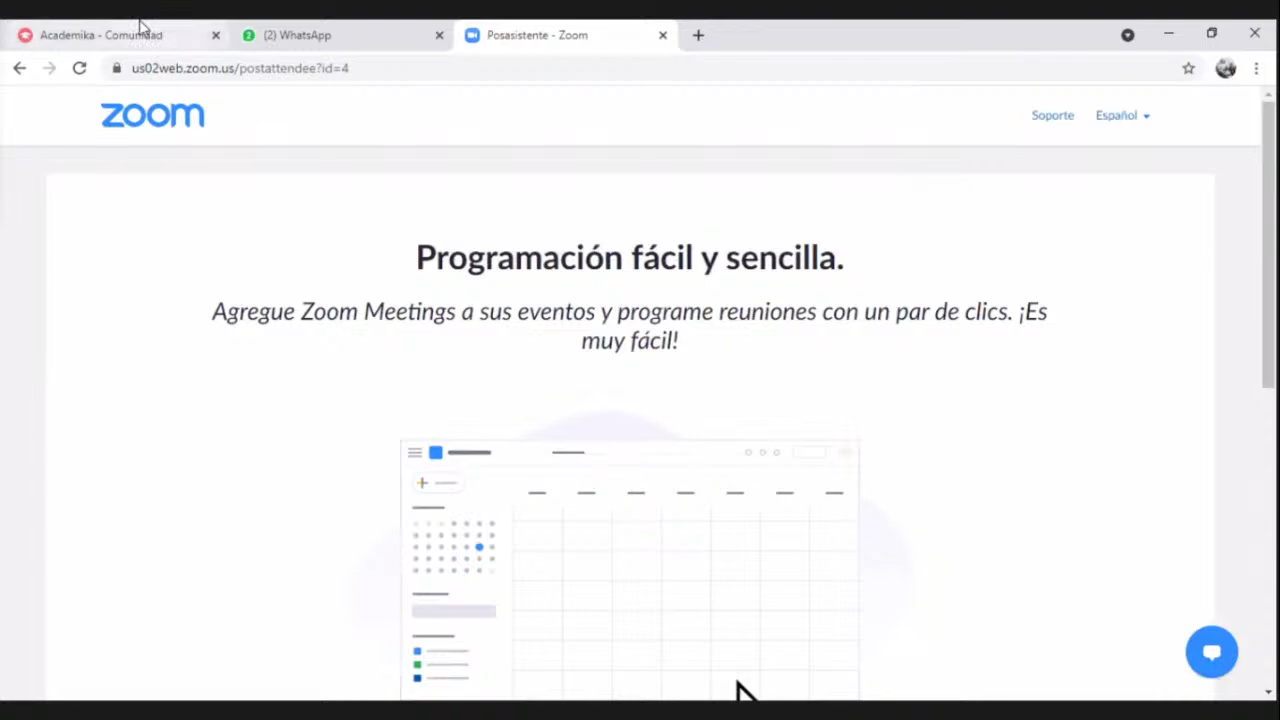 Academika - Comunidad
2
(2) WhatsApp
Posasistente - Zoom
us02web.zoom.us/postattendee?id=4
zoom
Soporte
Español
Programación fácil y sencilla.
Agregue Zoom Meetings a sus eventos y programe reuniones con un par de clics. ¡Es
muy fácil!